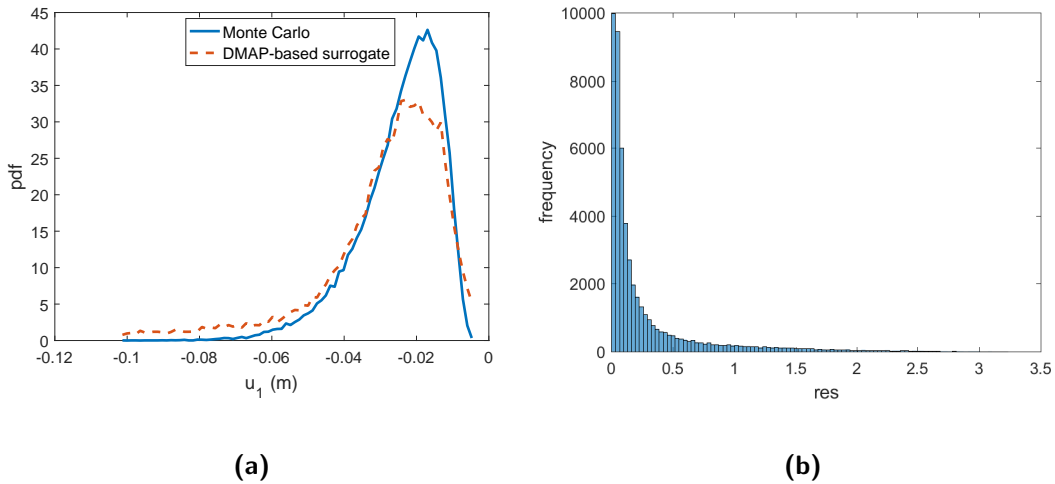 45
40
35
30
25
20
15
10
5
0
pdf
Monte Carlo
DMAP-based surrogate
-0.12 -0.1 -0.08 -0.06 -0.04 -0.02 0
u1 (m)
(a)
10000
8000
6000
4000
2000
0
frequency
0 0.5 1 1.5 2 2.5 3 3.5
res
(b)